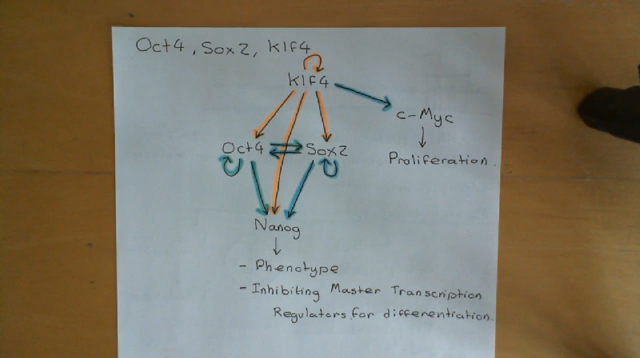 Oct4, Sox2, Klf4
Klf4
c-Myc
Oct4 Sox2
Proliferation.
Nanog
- Phenotype
- Inhibiting Master Transcription
Regulators for differentiation.